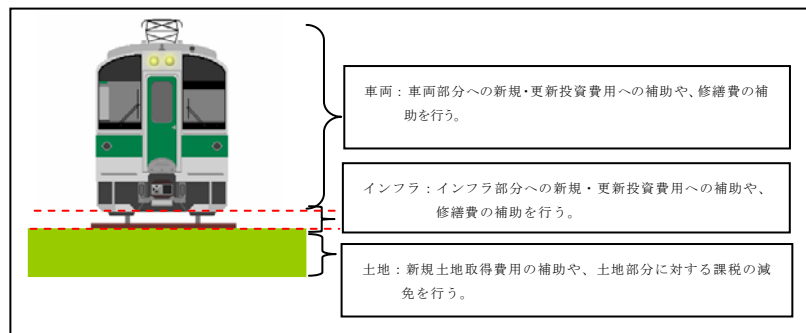 車両：車両部分への新規・更新投資費用への補助や、修繕費の補
助を行う。
インフラ：インフラ部分への新規・更新投資費用への補助や、
修繕費の補助を行う。
土地：新規土地取得費用の補助や、土地部分に対する課税の減
免を行う。